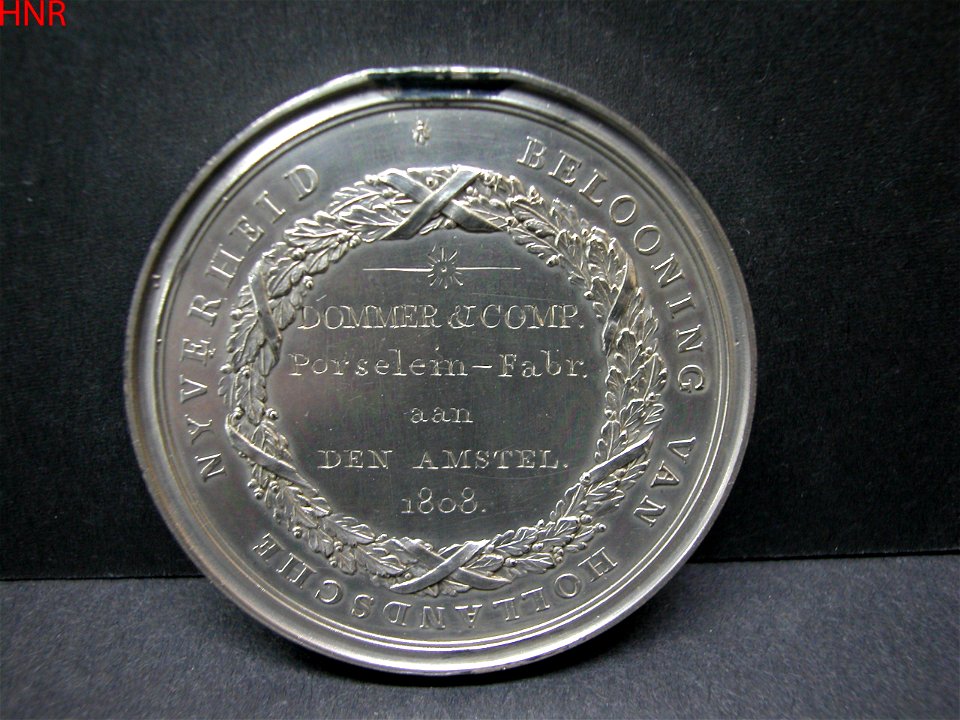 HNR
BELOONING VAN HOLLANDSCHE NYVERHEID
DOMMER & COMP.
Porselein-Fabr.
aan
DEN AMSTEL.
1808.